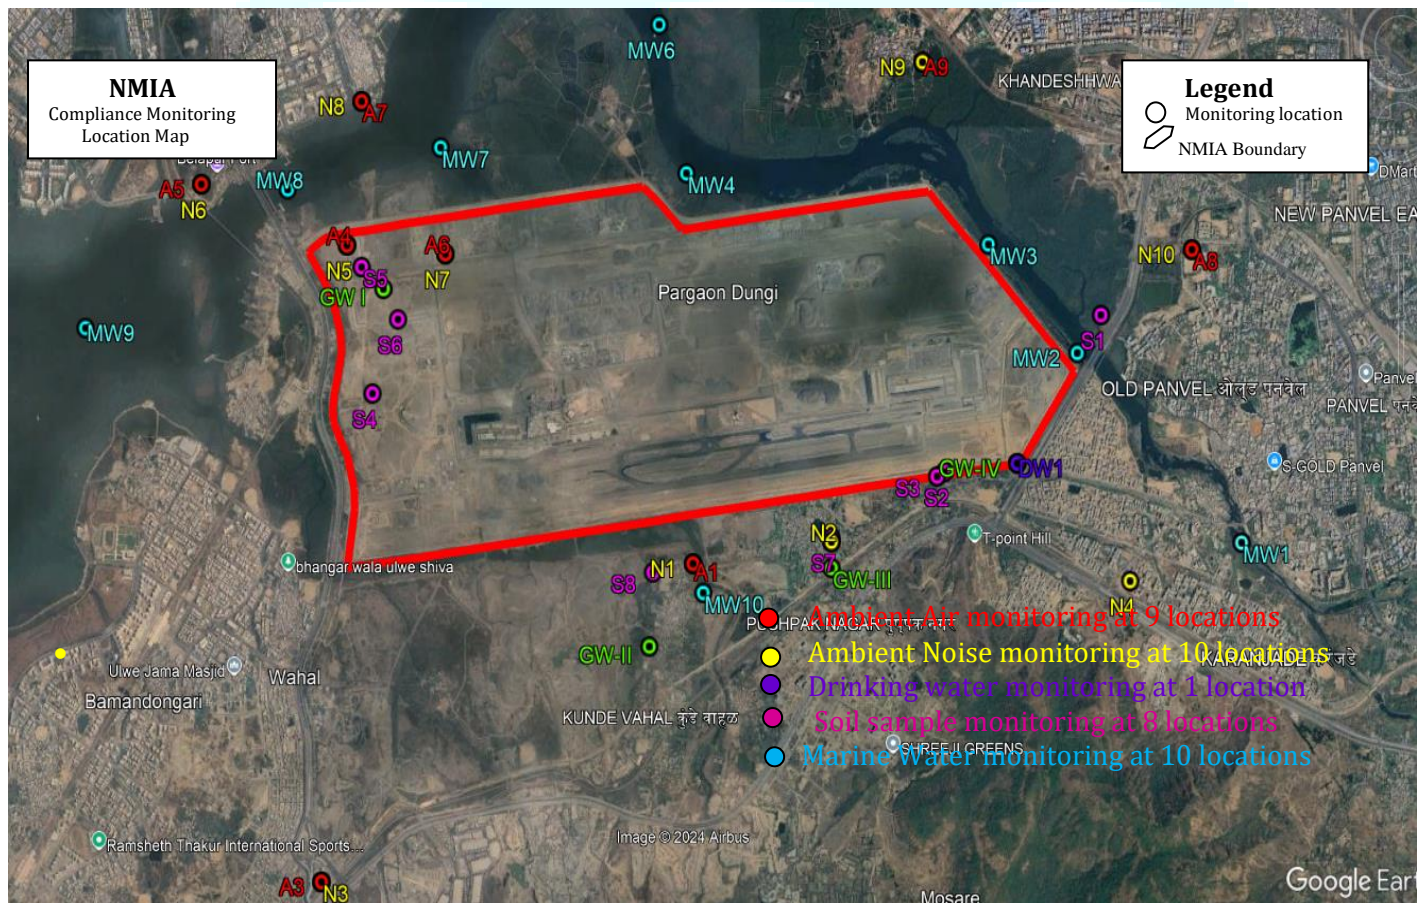 NMIA
Compliance Monitoring
Location Map
Legend
Monitoring location
NMIA Boundary
MW6
N9
A9
KHANDESHHWA
N8
A7
MW7
MW8
MW4
A5
N6
DMart
NEW PANVEL EA
A4
A6
N5
N7
S5
GW I
S6
Pargaon Dungi
MW3
N10
A8
MW9
S1
MW2
S4
OLD PANVEL
Panvel
PANVEL
S-GOLD Panvel
GW-IV
DW1
S3
S2
T-point Hill
N2
MW1
bhangar wala ulwe shiva
S8
N1
A1
S7
GW-III
N4
MW10
Ambient Air monitoring at 9 locations
PUSHPAK NAGAR
Ambient Noise monitoring at 10 locations
KARANJADE
GW-II
Ulwe Jama Masjid
Wahal
Drinking water monitoring at 1 location
Bamandongari
KUNDE VAHAL कुंडे वाहळ
Soil sample monitoring at 8 locations
SHREEJI GREENS
Marine Water monitoring at 10 locations
Image © 2024 Airbus
Ramsheth Thakur International Sports...
A3
N3
Mosare
Google Eart